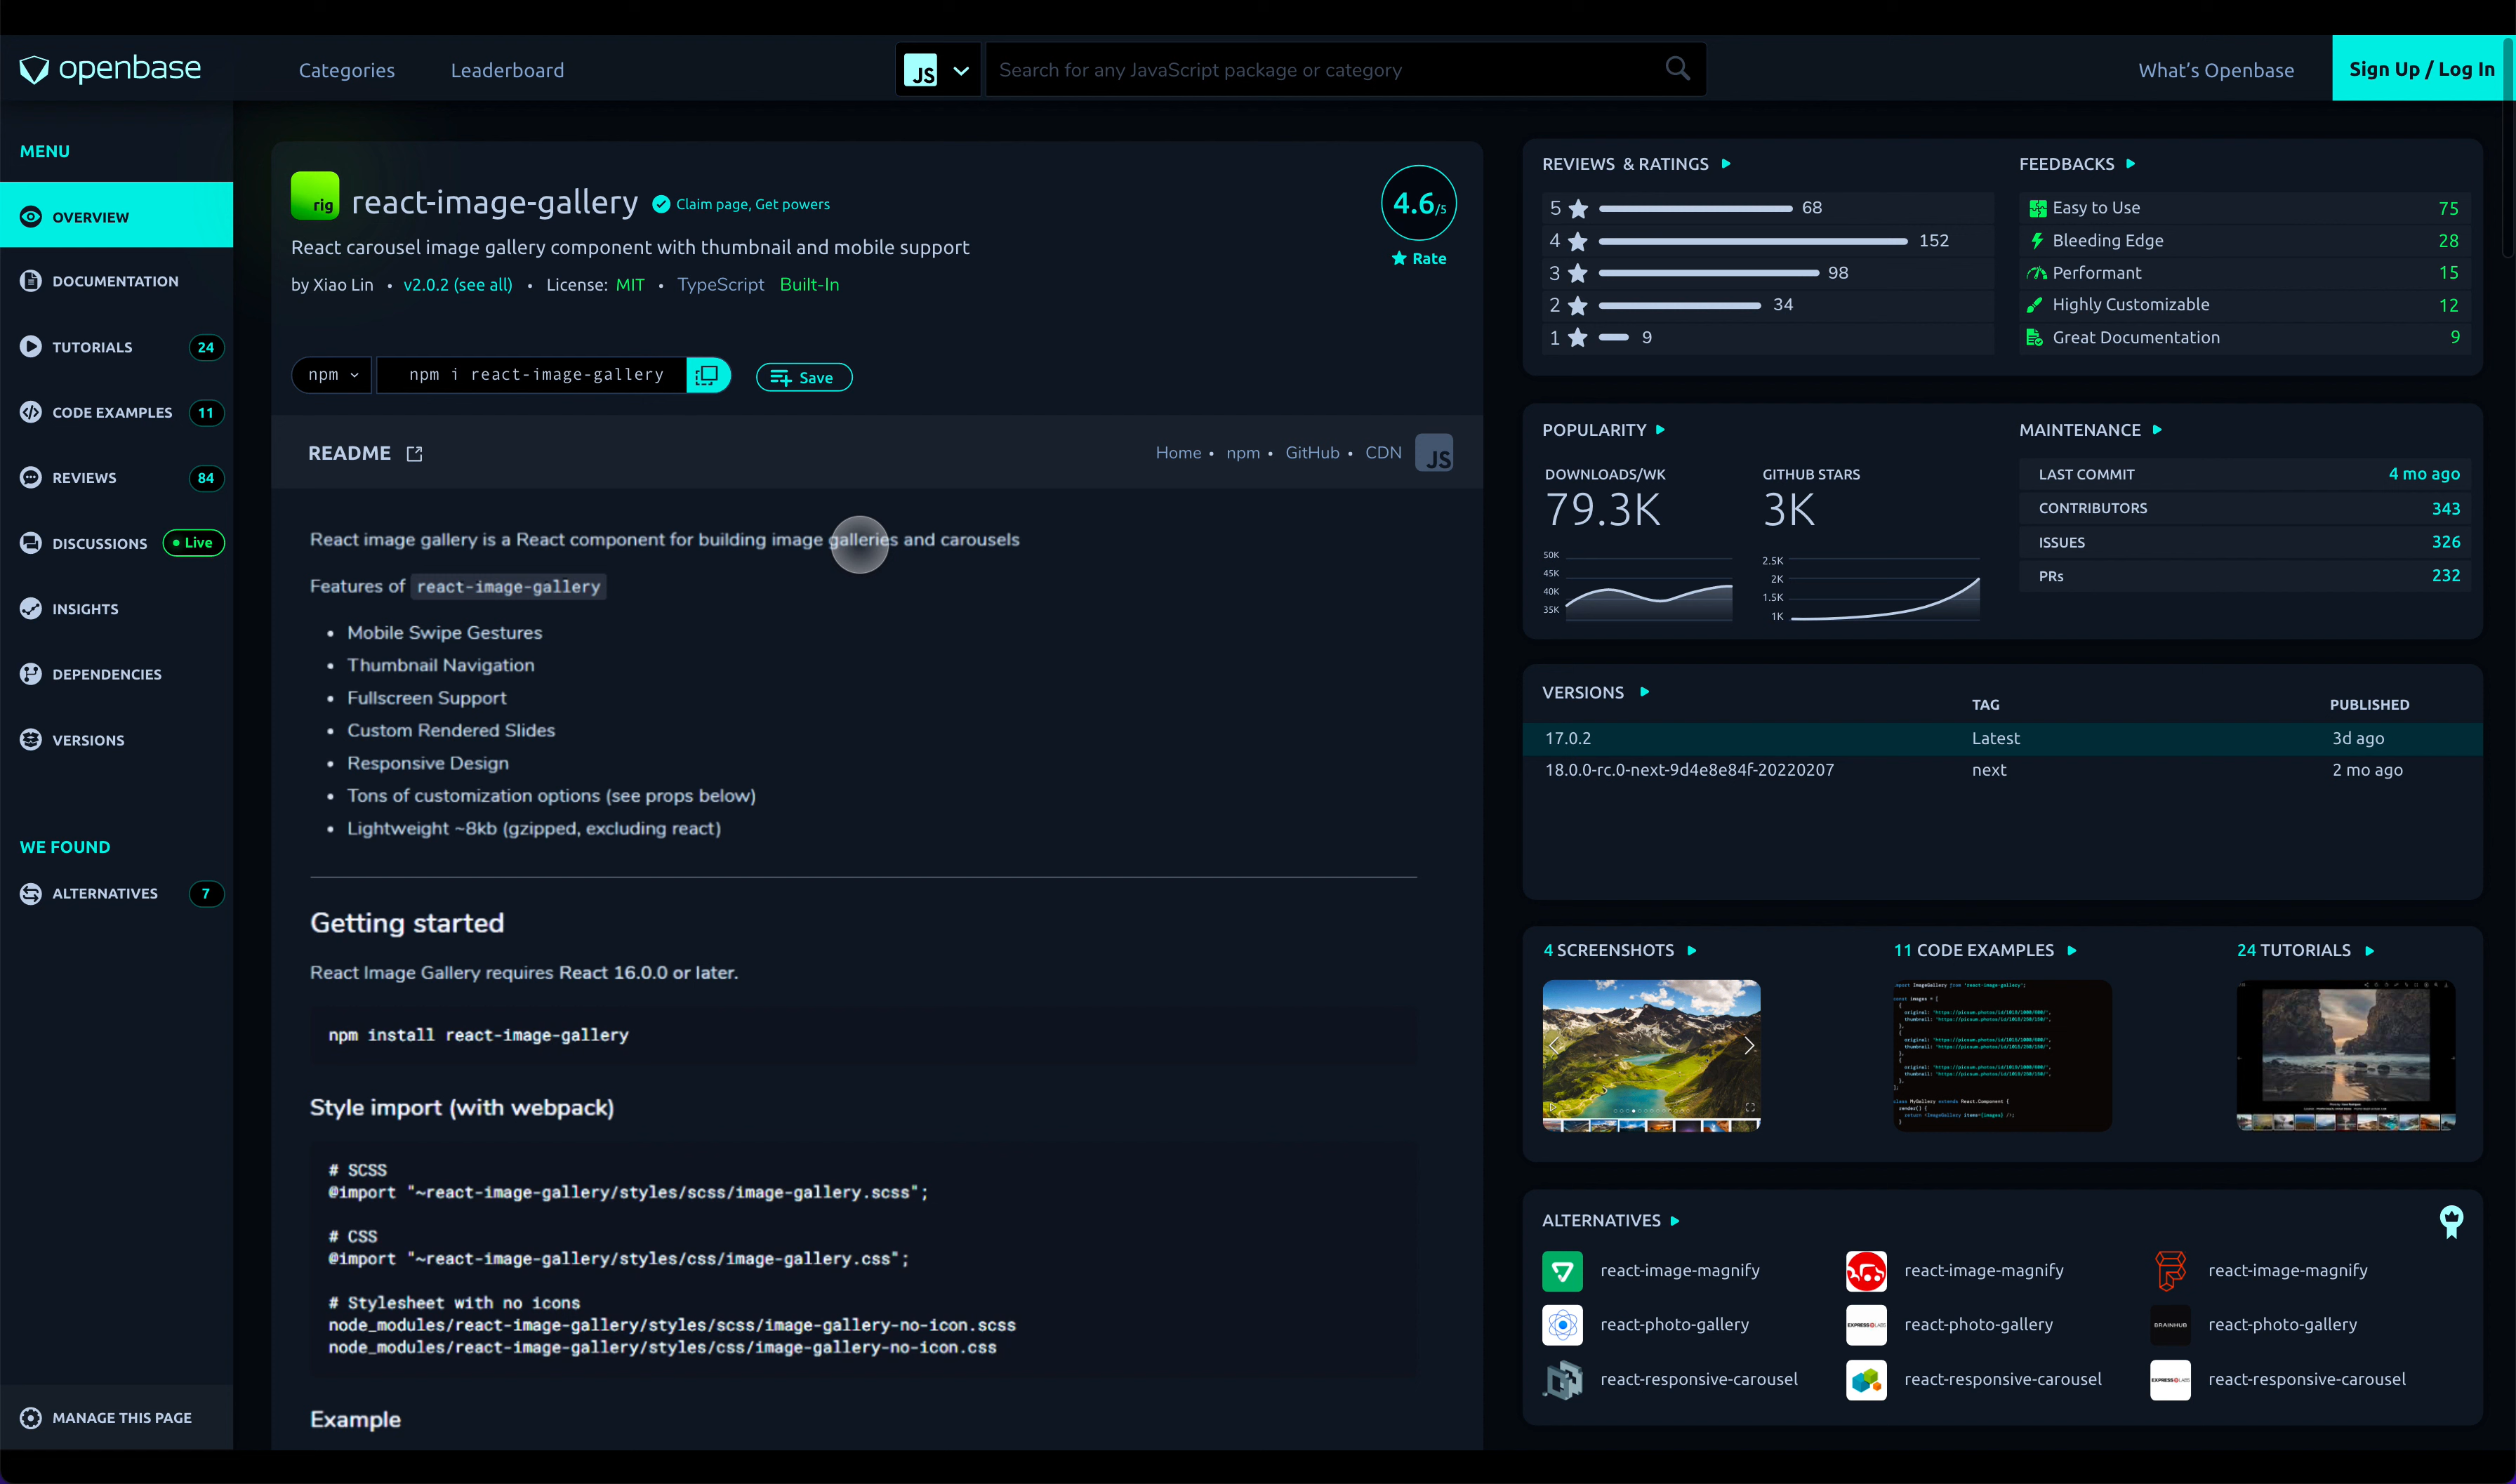 openbase
Categories
Leaderboard
JS
Search for any JavaScript package or category
What's Openbase
Sign Up / Log In
MENU
OVERVIEW
DOCUMENTATION
TUTORIALS 24
CODE EXAMPLES 11
REVIEWS 84
DISCUSSIONS • Live
INSIGHTS
DEPENDENCIES
VERSIONS
WE FOUND
ALTERNATIVES 7
MANAGE THIS PAGE
rig
react-image-gallery Claim page, Get powers
React carousel image gallery component with thumbnail and mobile support
by Xiao Lin • v2.0.2 (see all) • License: MIT • TypeScript Built-In
4.6/5
Rate
npm
npm i react-image-gallery
Save
README
Home • npm • GitHub • CDN JS
React image gallery is a React component for building image galleries and carousels
Features of react-image-gallery
• Mobile Swipe Gestures
• Thumbnail Navigation
• Fullscreen Support
• Custom Rendered Slides
• Responsive Design
• Tons of customization options (see props below)
• Lightweight ~8kb (gzipped, excluding react)
Getting started
React Image Gallery requires React 16.0.0 or later.
npm install react-image-gallery
Style import (with webpack)
# SCSS
@import "~react-image-gallery/styles/scss/image-gallery.scss";
# CSS
@import "~react-image-gallery/styles/css/image-gallery.css";
# Stylesheet with no icons
node_modules/react-image-gallery/styles/scss/image-gallery-no-icon.scss
node_modules/react-image-gallery/styles/css/image-gallery-no-icon.css
Example
REVIEWS & RATINGS
5 68
4 152
3 98
2 34
1 9
FEEDBACKS
Easy to Use 75
Bleeding Edge 28
Performant 15
Highly Customizable 12
Great Documentation 9
POPULARITY
DOWNLOADS/WK
79.3K
50K
45K
40K
35K
GITHUB STARS
3K
2.5K
2K
1.5K
1K
MAINTENANCE
LAST COMMIT 4 mo ago
CONTRIBUTORS 343
ISSUES 326
PRs 232
VERSIONS TAG PUBLISHED
17.0.2 Latest 3d ago
18.0.0-rc.0-next-9d4e8e84f-20220207 next 2 mo ago
4 SCREENSHOTS
11 CODE EXAMPLES
24 TUTORIALS
ALTERNATIVES
react-image-magnify react-image-magnify react-image-magnify
react-photo-gallery react-photo-gallery BRAINHUB react-photo-gallery
react-responsive-carousel react-responsive-carousel react-responsive-carousel